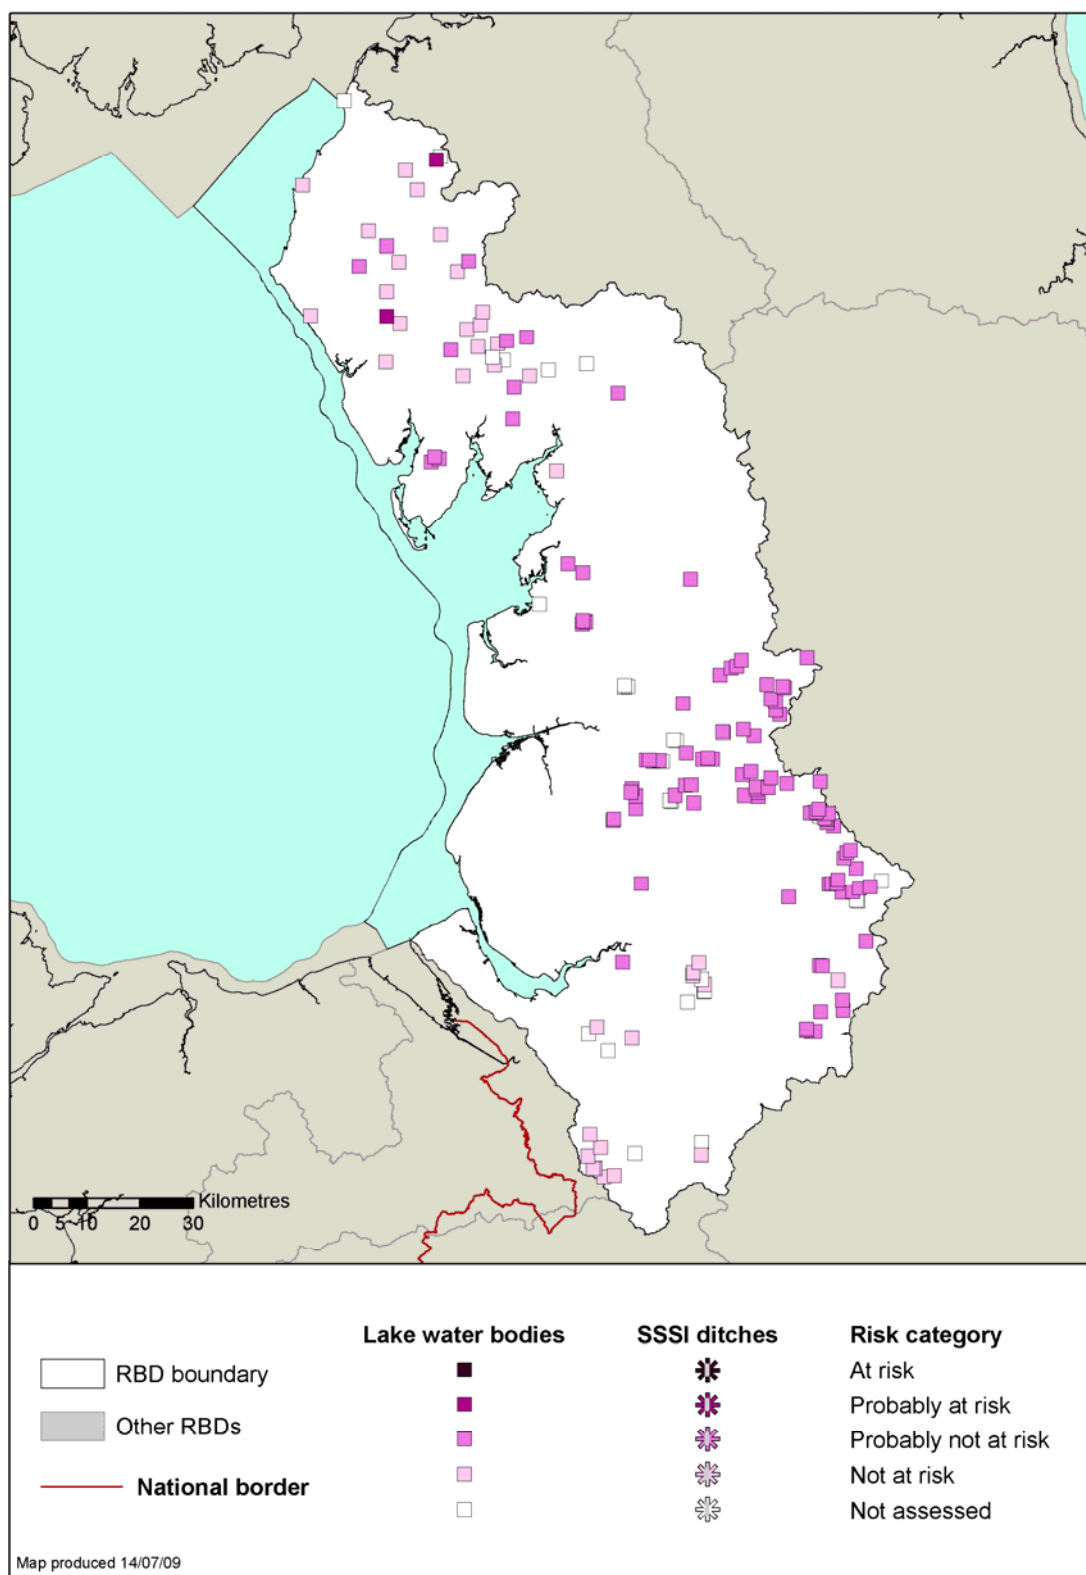 Kilometres
0 5 10 20 30
Lake water bodies SSSI ditches Risk category
RBD boundary At risk
Other RBDs Probably at risk
Probably not at risk
National border Not at risk
Not assessed
Map produced 14/07/09